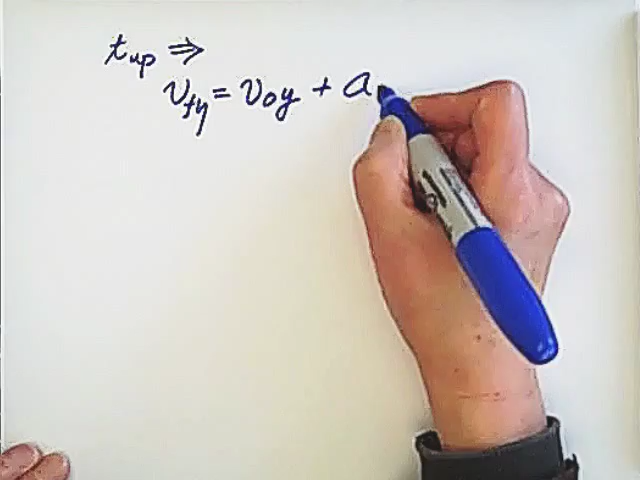 t_up ⇒
v_fy = v_oy + a